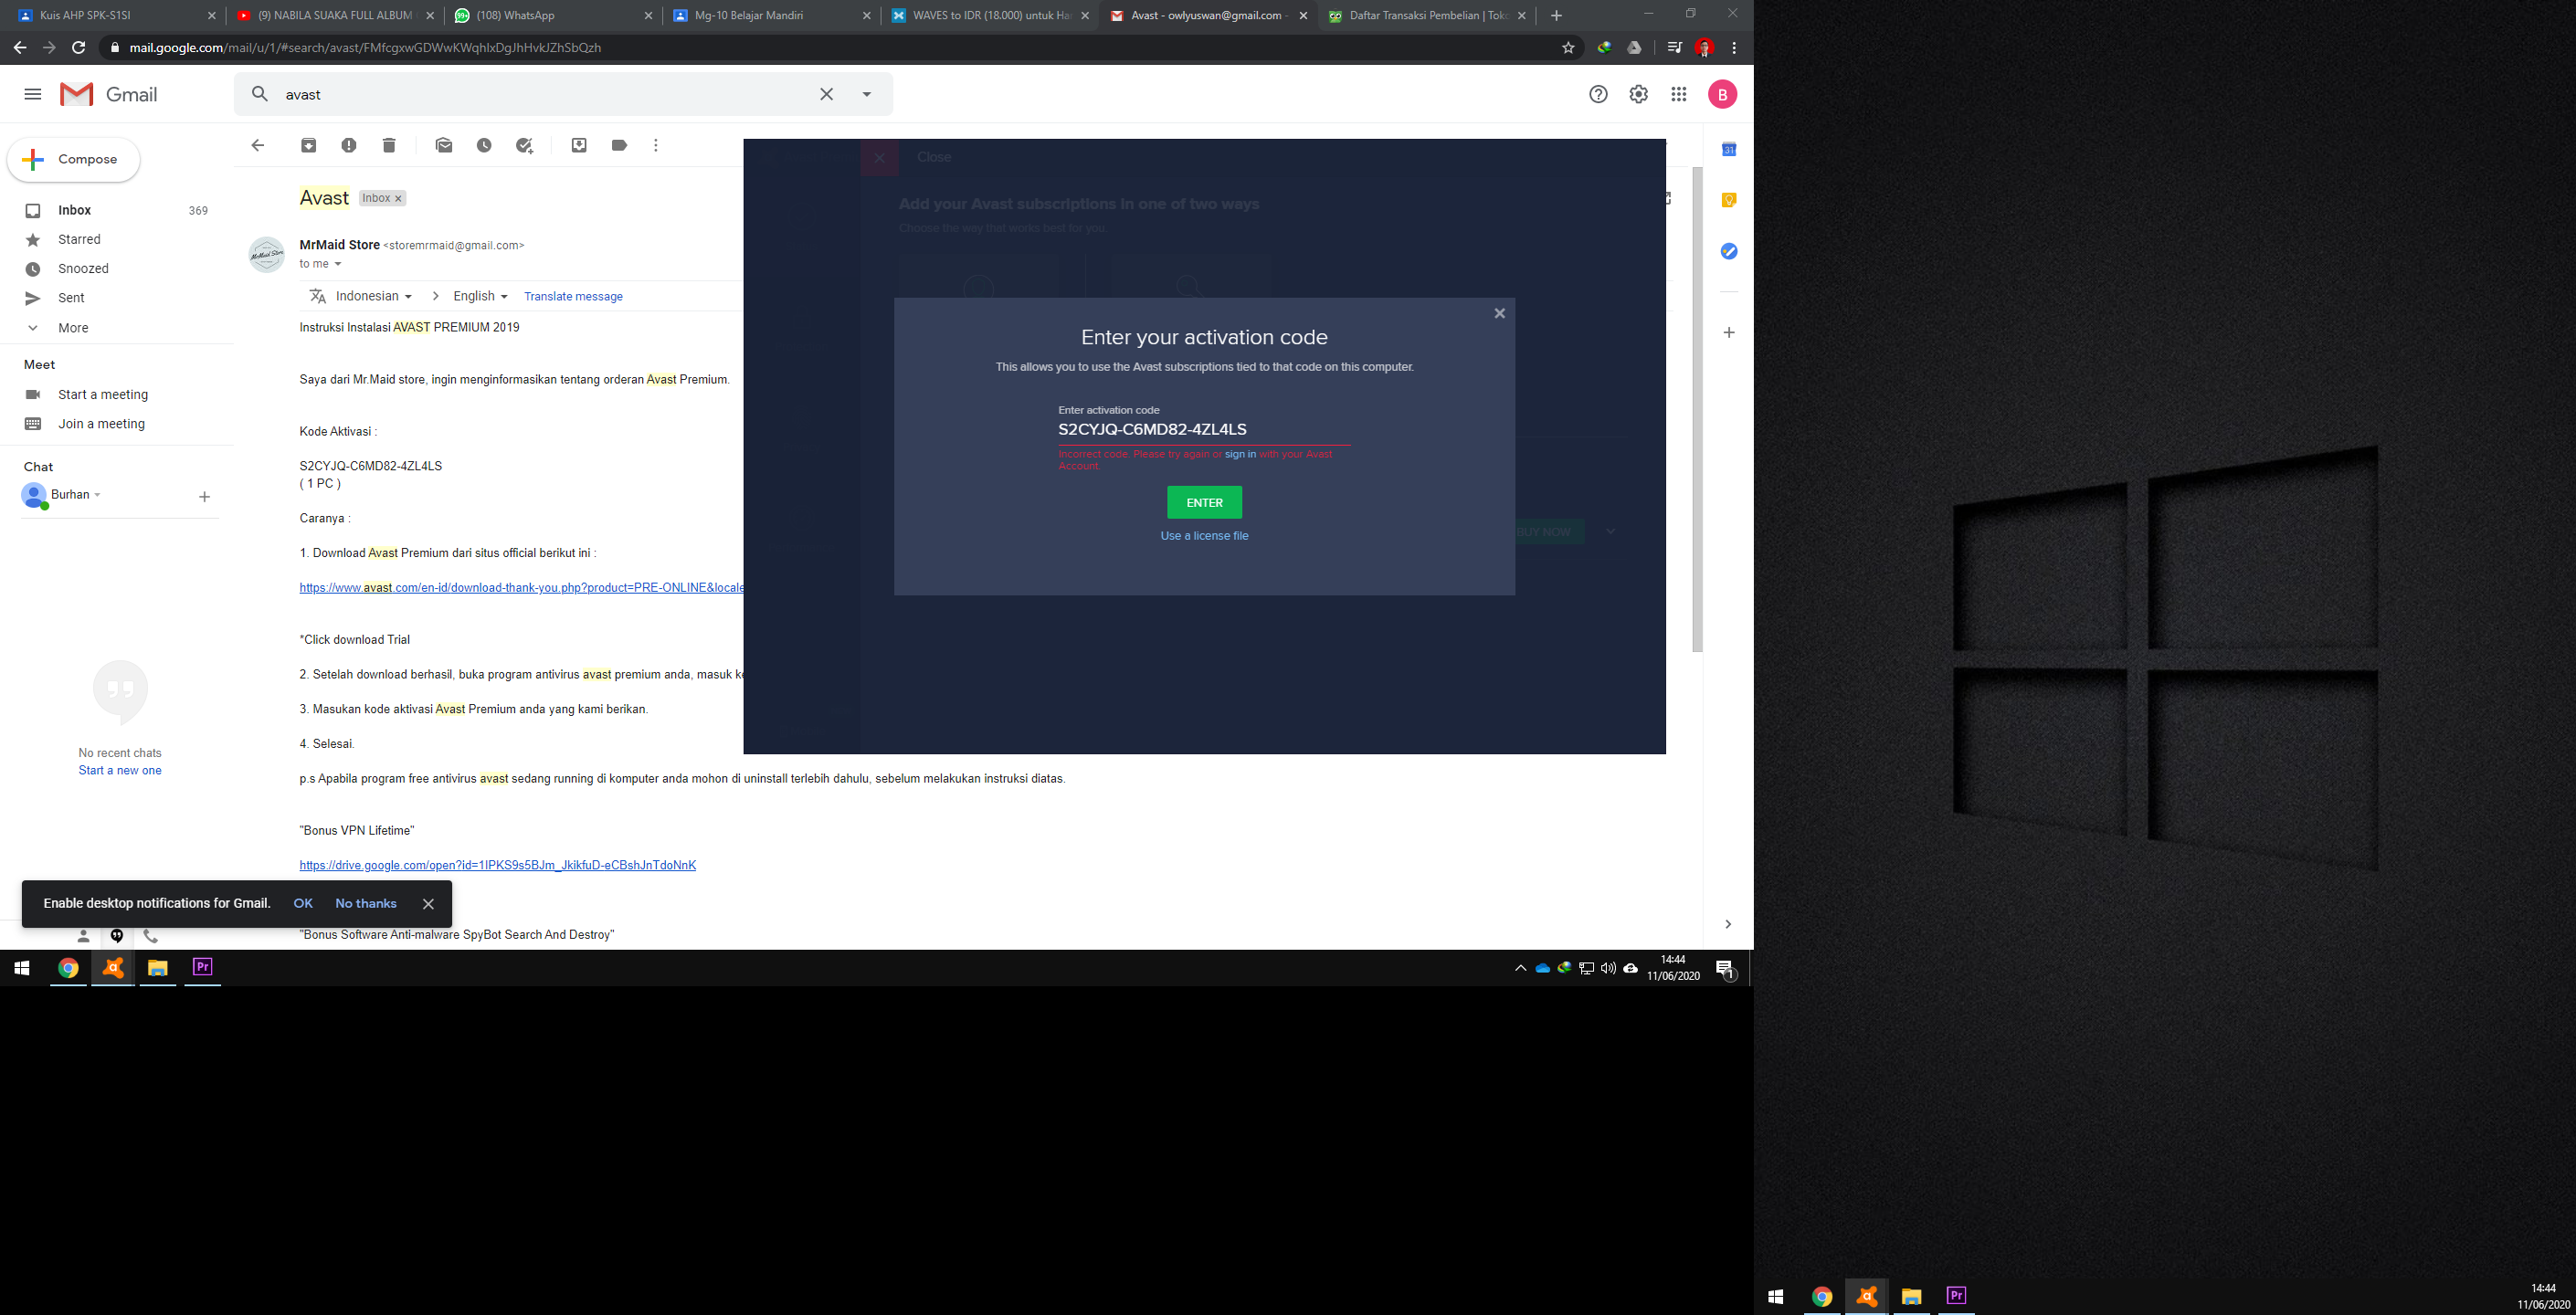 Kuis AHP SPK-S1SI
(9) NABILA SUAKA FULL ALBUM
(108) WhatsApp
Mg-10 Belajar Mandiri
WAVES to IDR (18.000) untuk Ha
Avast - owlyuswan@gmail.com -
Daftar Transaksi Pembelian | Toko
mail.google.com/mail/u/1/#search/avast/FMfcgxwGDWwKWqhlxDgJhHvkJZhSbQzh
Gmail
avast
B
Compose
Inbox 369
Starred
Snoozed
Sent
More
Meet
Start a meeting
Join a meeting
Chat
Burhan
No recent chats
Start a new one
Avast Inbox x
MrMaid Store <storemrmaid@gmail.com>
to me
Indonesian > English Translate message
Instruksi Instalasi AVAST PREMIUM 2019
Saya dari Mr.Maid store, ingin menginformasikan tentang orderan Avast Premium.
Kode Aktivasi :
S2CYJQ-C6MD82-4ZL4LS
( 1 PC )
Caranya :
1. Download Avast Premium dari situs official berikut ini :
https://www.avast.com/en-id/download-thank-you.php?product=PRE-ONLINE&locale
*Click download Trial
2. Setelah download berhasil, buka program antivirus avast premium anda, masuk ke
3. Masukan kode aktivasi Avast Premium anda yang kami berikan.
4. Selesai.
p.s Apabila program free antivirus avast sedang running di komputer anda mohon di uninstall terlebih dahulu, sebelum melakukan instruksi diatas.
"Bonus VPN Lifetime"
https://drive.google.com/open?id=1IPKS9s5BJm_JkikfuD-eCBshJnTdoNnK
"Bonus Software Anti-malware SpyBot Search And Destroy"
Close
Add your Avast subscriptions in one of two ways
Choose the way that works best for you.
Enter your activation code
This allows you to use the Avast subscriptions tied to that code on this computer.
Enter activation code
S2CYJQ-C6MD82-4ZL4LS
Incorrect code. Please try again or sign in with your Avast
Account.
ENTER
Use a license file
BUY NOW
31
Enable desktop notifications for Gmail. OK No thanks
Pr
14:44
11/06/2020
1
Pr
14:44
11/06/2020